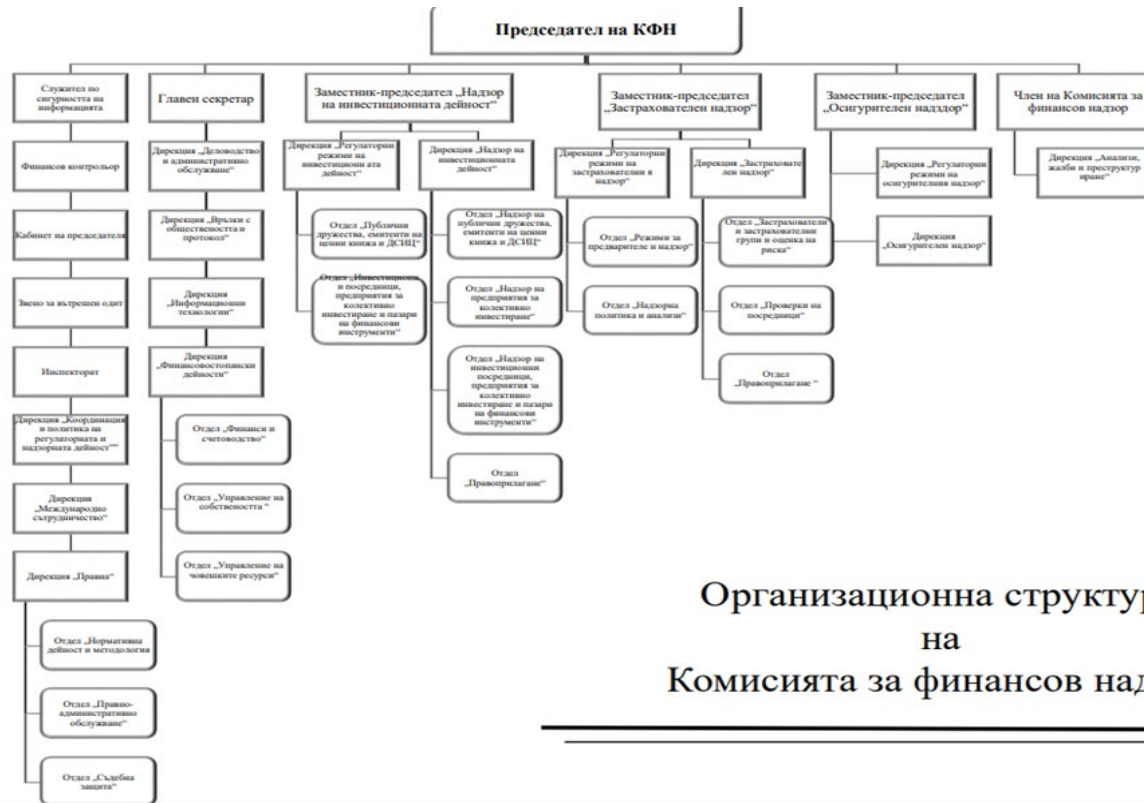 Председател на КФН
Служител по
сигурността на
информацията
Финансов контрольор
Кабинет на председателя
Звено за вътрешен одит
Инспекторат
Дирекция „Координация
и политика на
регулаторната и
надзорната дейност"“
Дирекция
„Международно
сътрудничество“
Дирекция „Правна“
Отдел „Нормативна
дейност и методология
Отдел „Правно-
административно
обслужване“
Отдел „Съдебна
защита“
Главен секретар
Дирекция „Деловодство
и административно
обслужване“
Дирекция „Връзки с
обществеността и
протокол“
Дирекция
„Информационни
технологии“
Дирекция
„Финансовостопански
дейности“
Отдел „Финанси и
счетоводство“
Отдел „Управление на
собствеността “
Отдел „Управление на
човешките ресурси“
Заместник-председател „Надзор
на инвестиционната дейност“
Дирекция „Регулаторни
режими на
инвестиционн ата
дейност“
Отдел „Публични
дружества, емитенти на
ценни книжа и ДСИЦ“
Отдел „Инвестиционни
посредници,
предприятия за
колективно
инвестиране и пазари
на финансови
инструменти“
Дирекция „Надзор на
инвестиционната
дейност“
Отдел „Надзор на
публични дружества,
емитенти на ценни
книжа и ДСИЦ“
Отдел „Надзор на
предприятия за
колективно
инвестиране“
Отдел „Надзор на
инвестиционни
посредници,
предприятия за
колективно
инвестиране и пазари
на финансови
инструменти“
Отдел
„Правоприлагане“
Заместник-председател
„Застрахователен надзор“
Дирекция „Регулаторни
режими на
застрахователни я
надзор“
Отдел „Режими за
предварителе н надзор“
Отдел „Надзорна
политика и анализи“
Дирекция „Застраховате
лен надзор“
Отдел „Застрахователи
и застрахователни
групи и оценка на
риска“
Отдел „Проверки на
посредници“
Отдел
„Правоприлагане “
Заместник-председател
„Осигурителен надздор“
Дирекция „Регулаторни
режими на
осигурителния надзор“
Дирекция
„Осигурителен надзор“
Член на Комисията за
финансов надзор
Дирекция „Анализи,
жалби и преструктур
иране“
Организационна структур
на
Комисията за финансов над